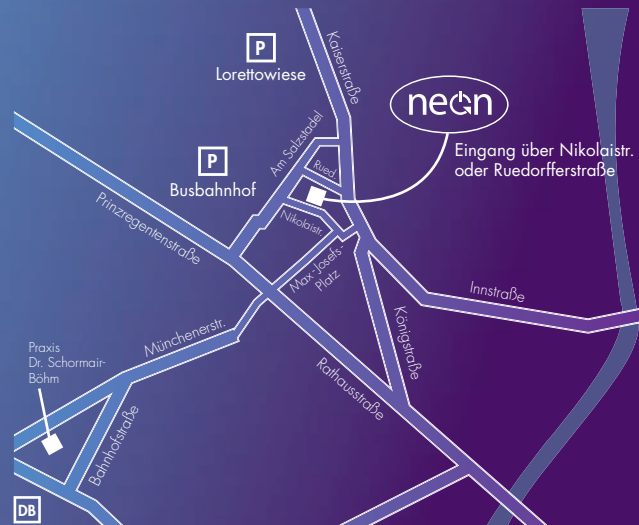 P
Lorettowiese
Kaiserstraße
neon
Eingang über Nikolaistr.
oder Ruedorfferstraße
Am Salzstadel
P
Busbahnhof
Rued.
Nikolaistr.
Prinzregentenstraße
Max-Josefs-
Platz
Innstraße
Münchenerstr.
Königstraße
Praxis
Dr. Schormair-
Böhm
Rathausstraße
Bahnhofstraße
DB